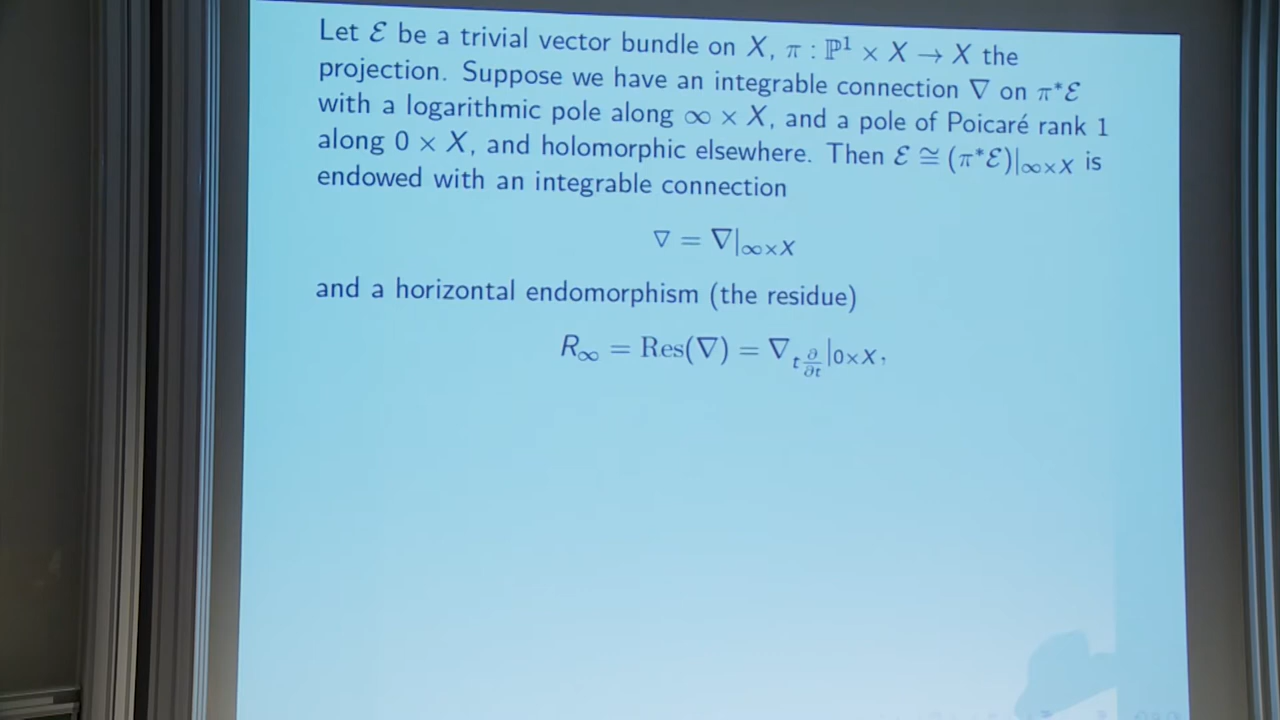 Let ℰ be a trivial vector bundle on X, π : ℙ¹ × X → X the
projection. Suppose we have an integrable connection ∇ on π*ℰ
with a logarithmic pole along ∞ × X, and a pole of Poicaré rank 1
along 0 × X, and holomorphic elsewhere. Then ℰ ≅ (π*ℰ)|∞×X is
endowed with an integrable connection
▽ = ∇|∞×X
and a horizontal endomorphism (the residue)
R∞ = Res(∇) = ∇_{t ∂/∂t}|0×X,